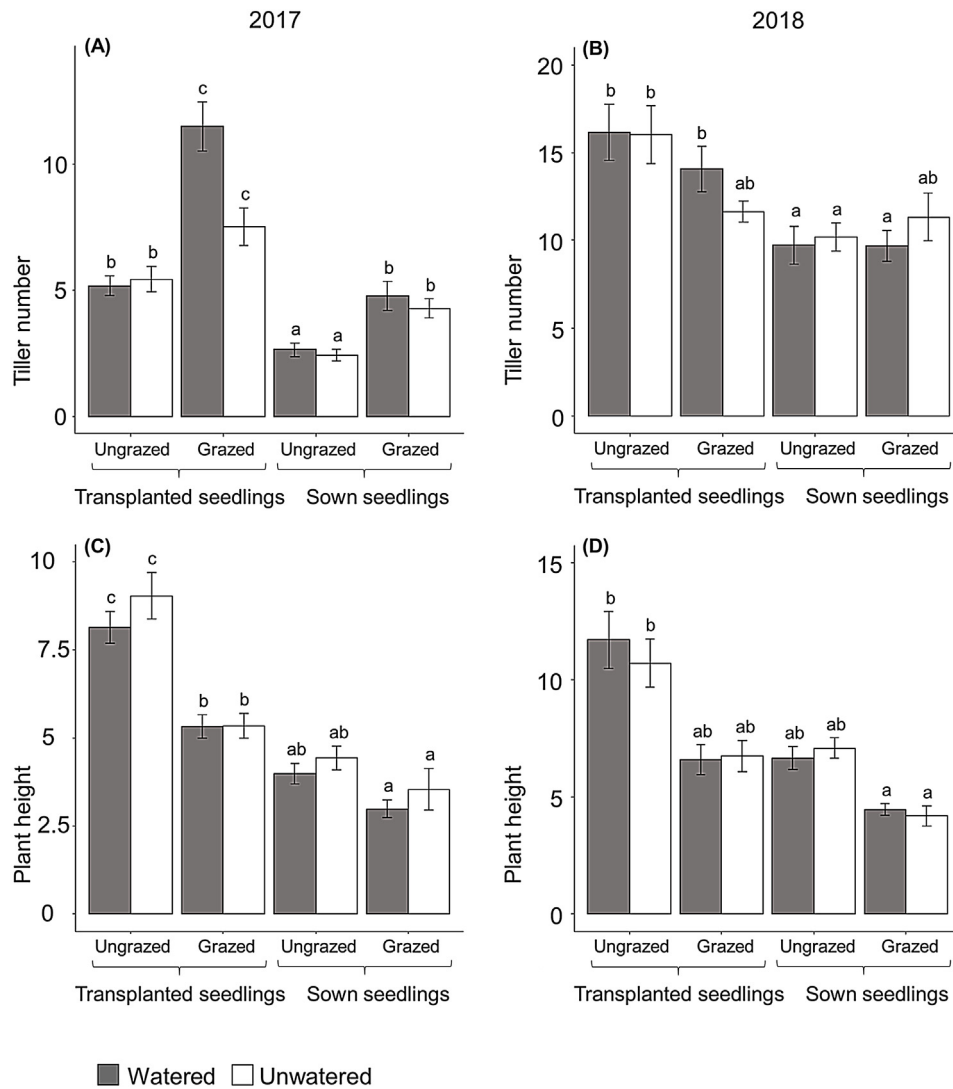 2017
2018
(A)
(B)
Tiller number
10
5
0
b
b
c
c
a
a
b
b
Ungrazed Grazed Ungrazed Grazed
Transplanted seedlings Sown seedlings
Tiller number
20
15
10
5
0
b
b
b
ab
a
a
a
ab
Ungrazed Grazed Ungrazed Grazed
Transplanted seedlings Sown seedlings
(C)
Plant height
10
7.5
5
2.5
0
c
c
b
b
ab
ab
a
a
Ungrazed Grazed Ungrazed Grazed
Transplanted seedlings Sown seedlings
(D)
Plant height
15
10
5
0
b
b
ab
ab
ab
ab
a
a
Ungrazed Grazed Ungrazed Grazed
Transplanted seedlings Sown seedlings
Watered Unwatered